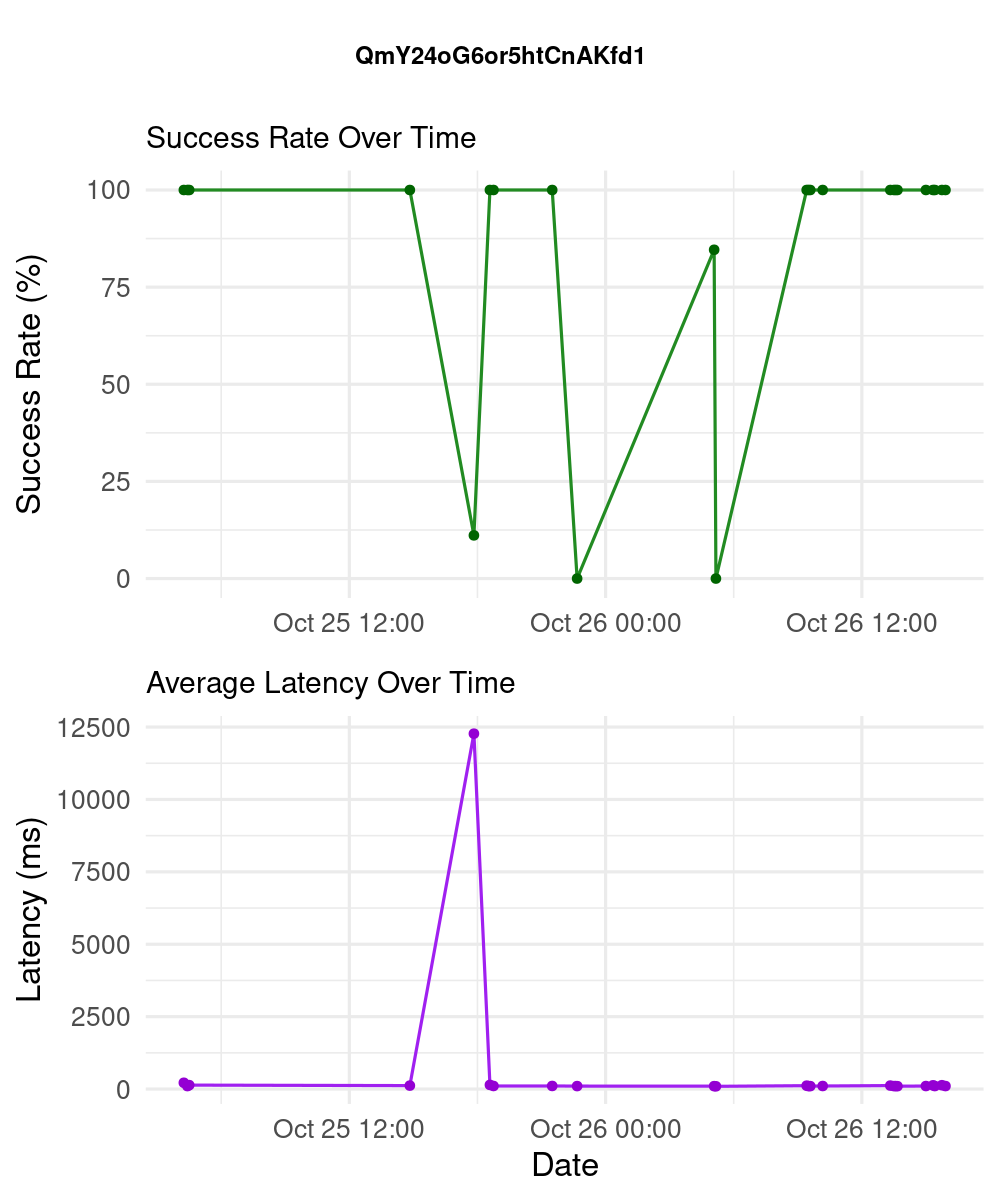 QmY24oG6or5htCnAKfd1
Success Rate Over Time
Success Rate (%)
100
75
50
25
0
Oct 25 12:00 Oct 26 00:00 Oct 26 12:00
Average Latency Over Time
Latency (ms)
12500
10000
7500
5000
2500
0
Oct 25 12:00 Oct 26 00:00 Oct 26 12:00
Date